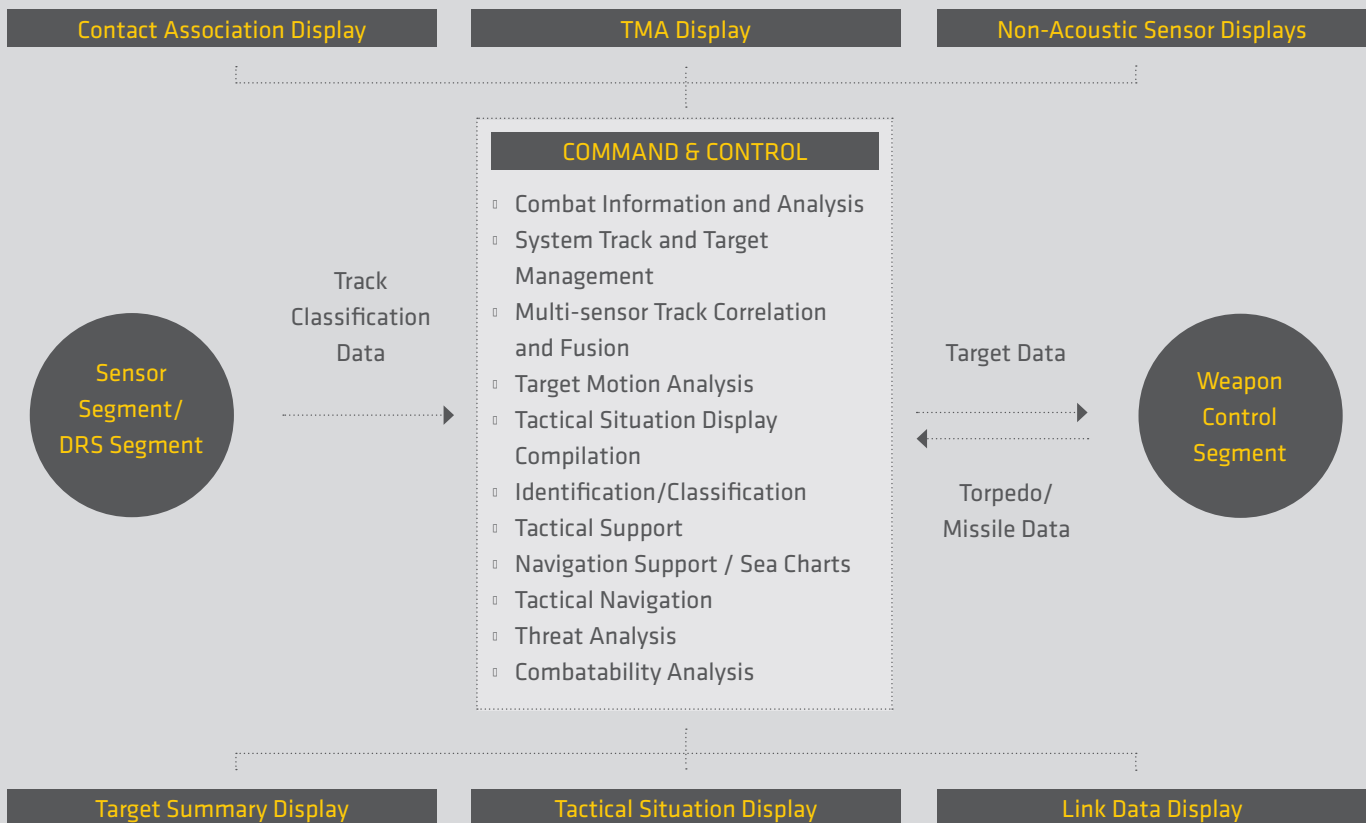 Contact Association Display
TMA Display
Non-Acoustic Sensor Displays
COMMAND & CONTROL
Combat Information and Analysis
System Track and Target
Management
Multi-sensor Track Correlation
and Fusion
Target Motion Analysis
Tactical Situation Display
Compilation
Identification/Classification
Tactical Support
Navigation Support / Sea Charts
Tactical Navigation
Threat Analysis
Combatability Analysis
Track
Classification
Data
Sensor
Segment/
DRS Segment
Target Data
Torpedo/
Missile Data
Weapon
Control
Segment
Target Summary Display
Tactical Situation Display
Link Data Display